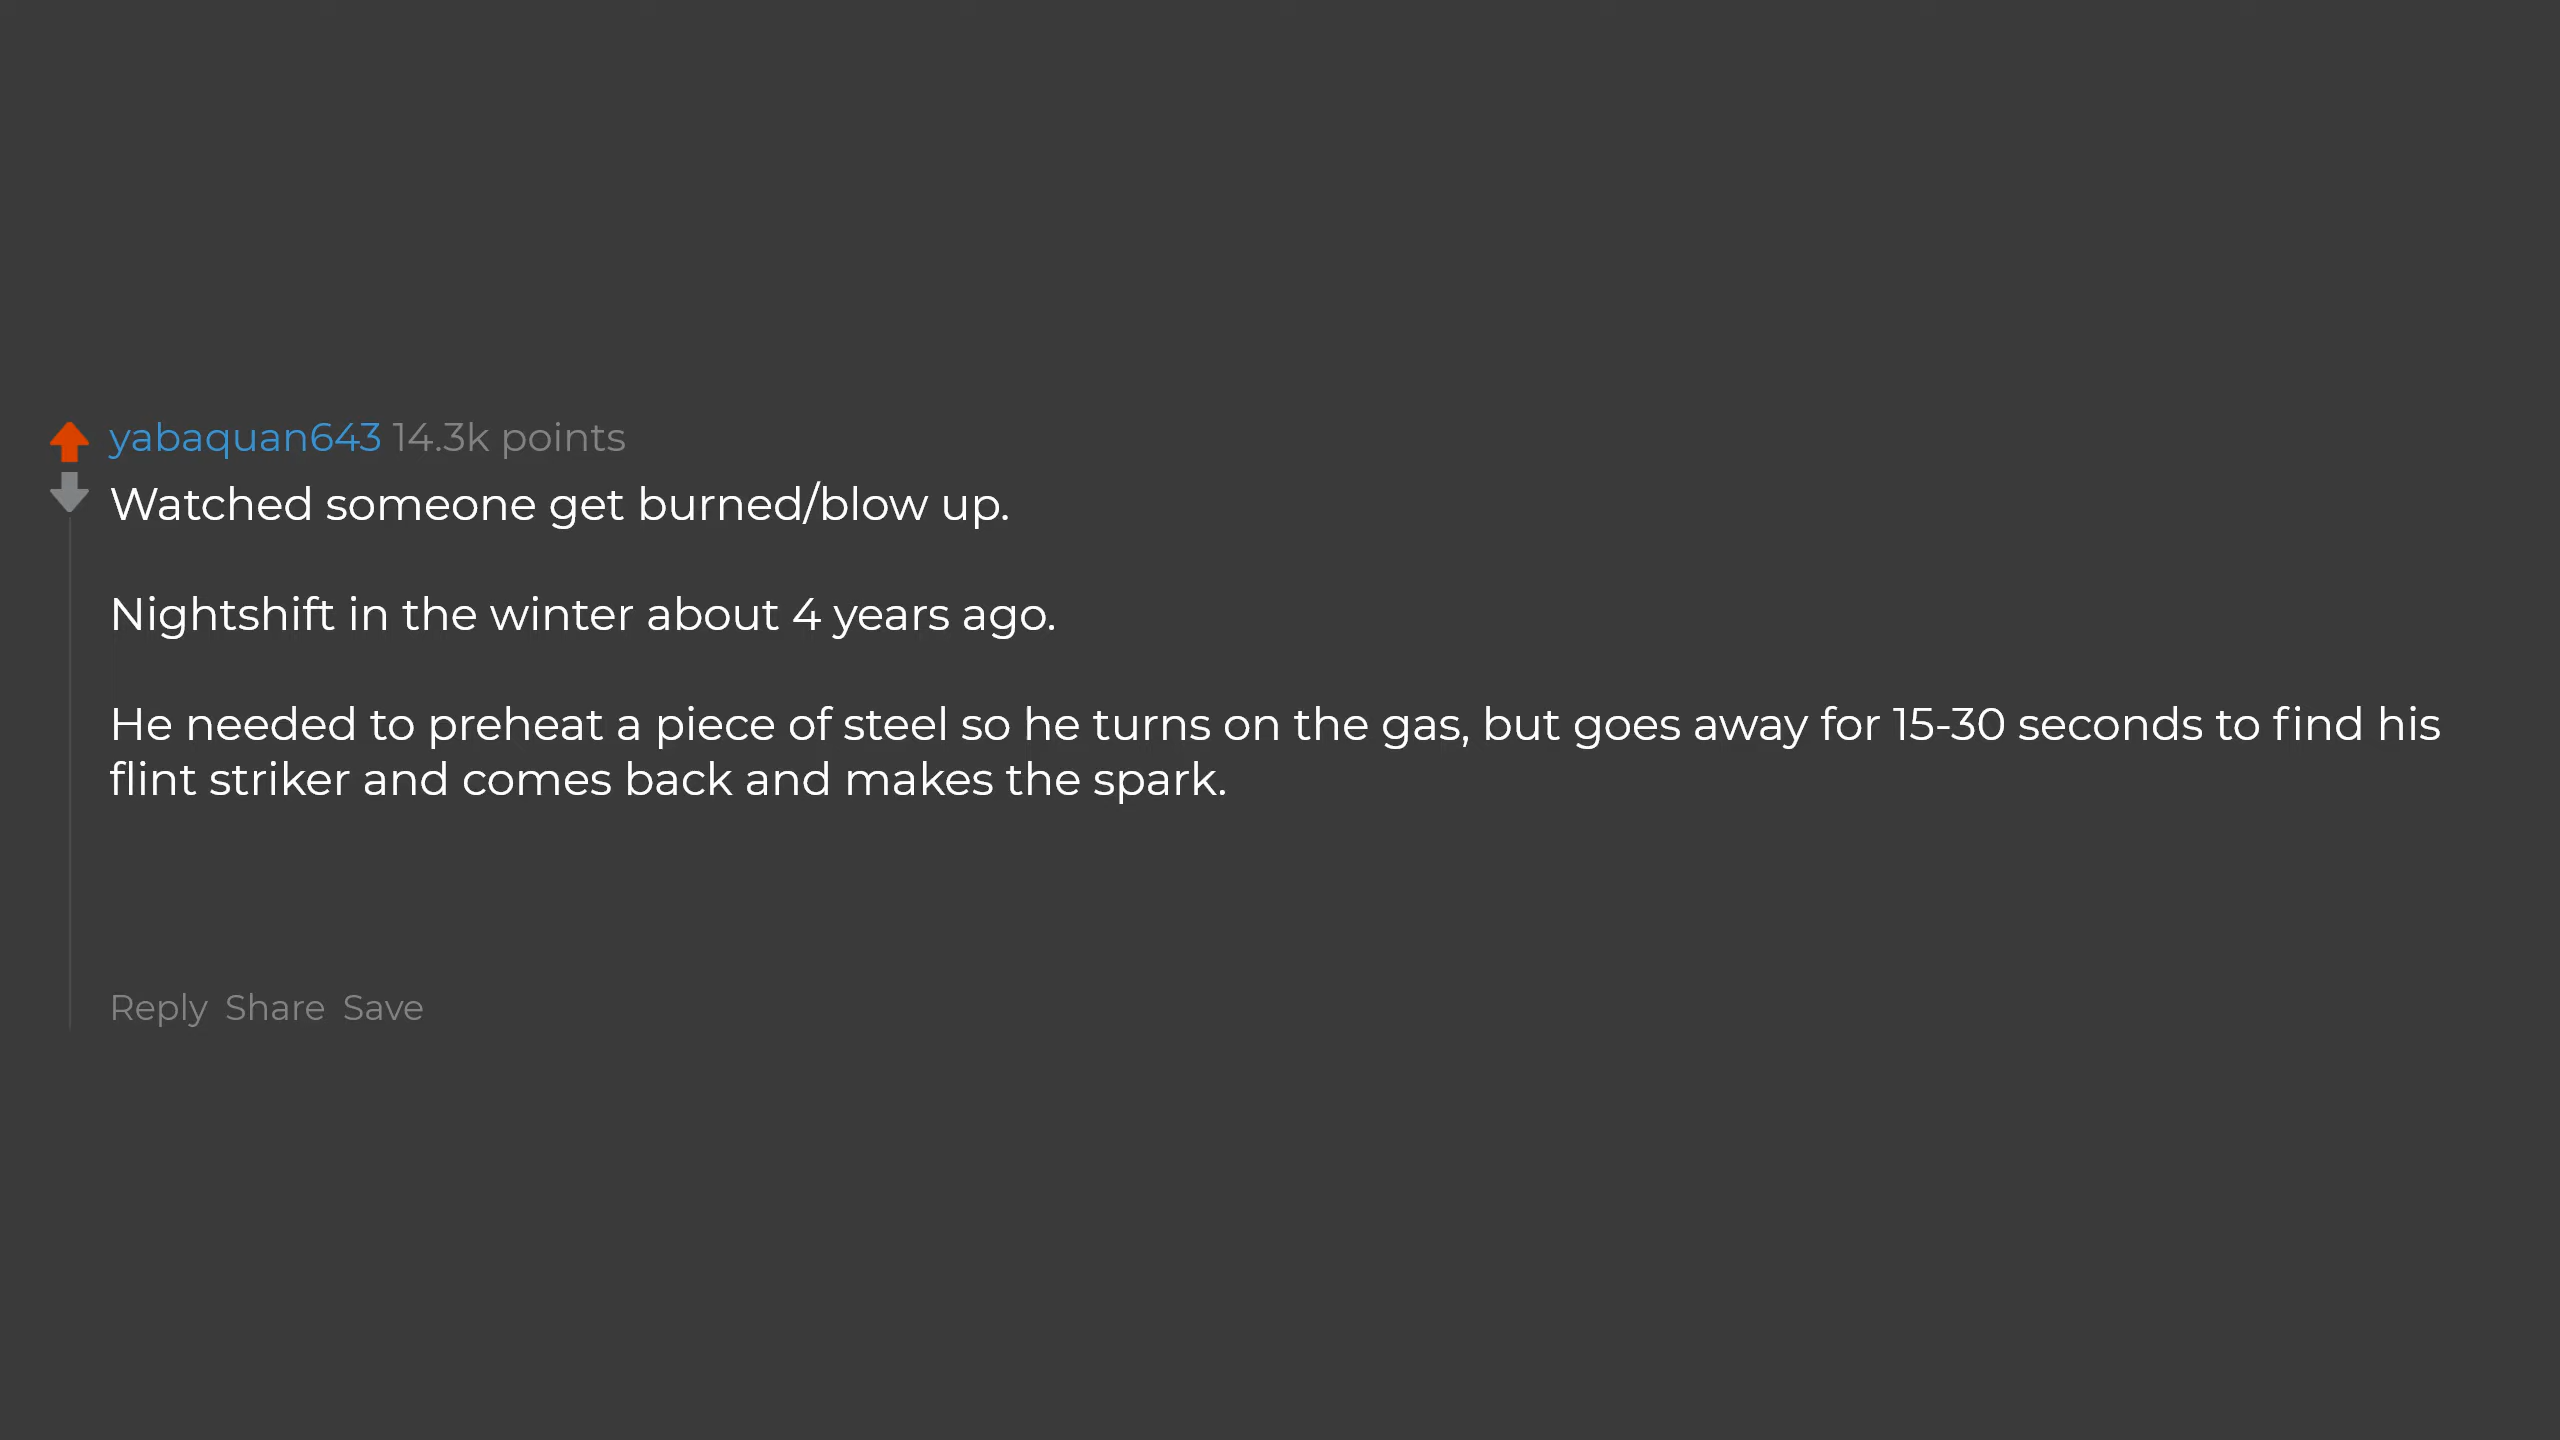 yabaquan643 14.3k points
Watched someone get burned/blow up.
Nightshift in the winter about 4 years ago.
He needed to preheat a piece of steel so he turns on the gas, but goes away for 15-30 seconds to find his
flint striker and comes back and makes the spark.
Reply Share Save